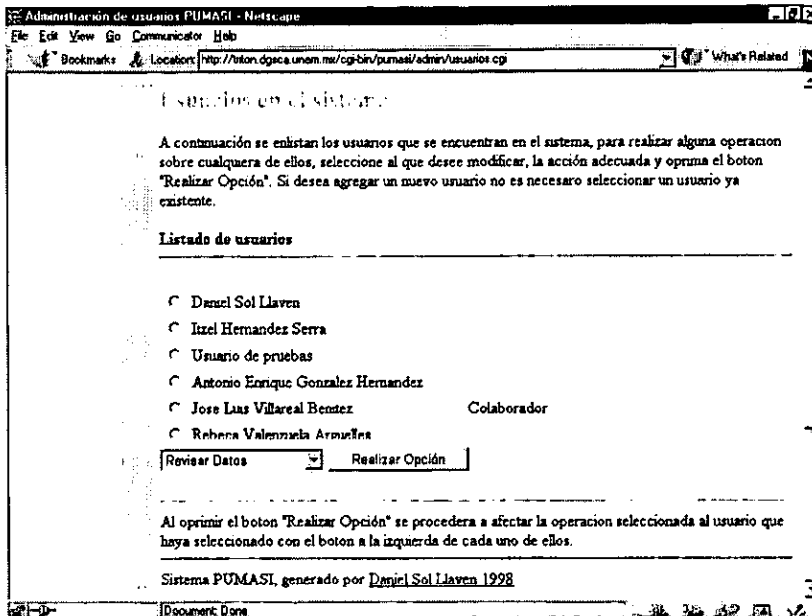 Administración de usuarios PUMASI - Netscape
File Edit View Go Communicator Help
Bookmarks Location: http://triton.dgsca.unam.mx/cgi-bin/pumasi/admin/usuarios.cgi What's Related N
Usuarios en el sistema
A continuación se enlistan los usuarios que se encuentran en el sistema, para realizar alguna operacion
sobre cualquera de ellos, seleccione al que desee modificar, la acción adecuada y oprima el boton
"Realizar Opción". Si desea agregar un nuevo usuario no es necesaro seleccionar un usuario ya
existente.
Listado de usuarios
Daniel Sol Llaven
Itzel Hernandez Serra
Usuario de pruebas
Antonio Enrique Gonzalez Hernandez
Jose Luis Villareal Benitez Colaborador
Rebeca Valenzuela Arguelles
Revisar Datos Realizar Opción
Al oprimir el boton "Realizar Opción" se procedera a afectar la operacion seleccionada al usuario que
haya seleccionado con el boton a la izquierda de cada uno de ellos.
Sistema PUMASI, generado por Daniel Sol Llaven 1998
Document: Done